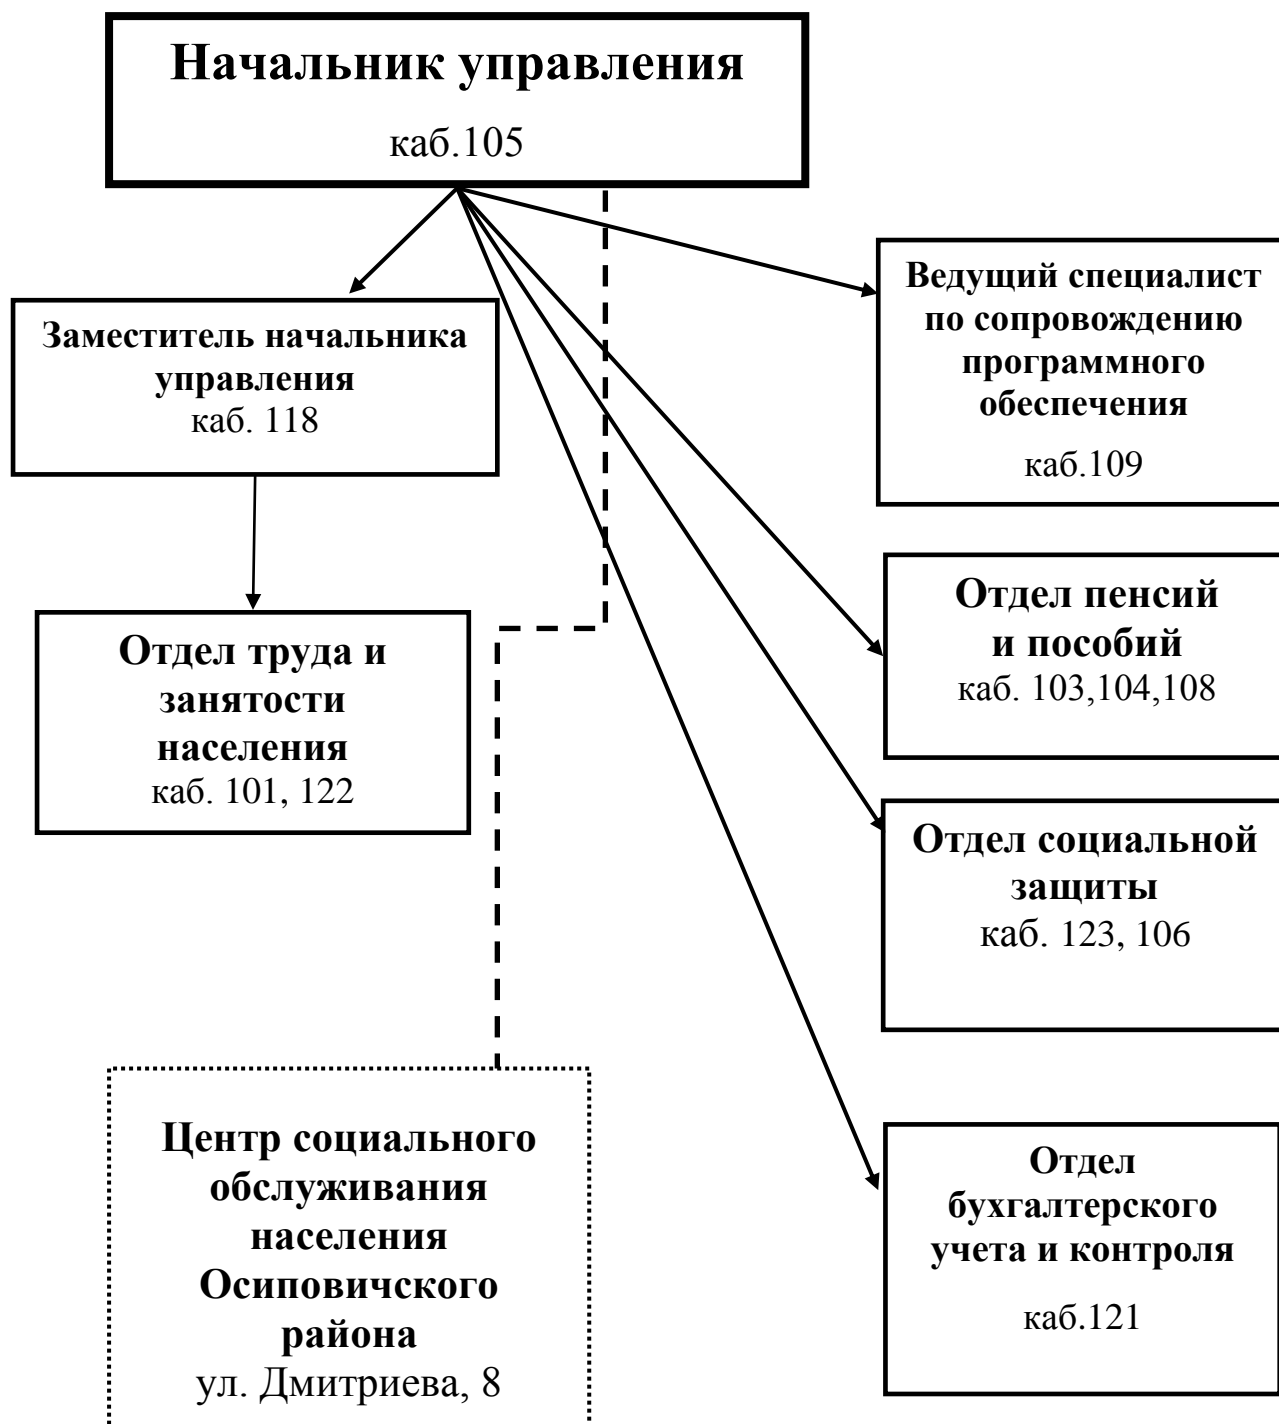 Начальник управления
каб.105
Заместитель начальника
управления
каб. 118
Ведущий специалист
по сопровождению
программного
обеспечения
каб.109
Отдел труда и
занятости
населения
каб. 101, 122
Отдел пенсий
и пособий
каб. 103,104,108
Отдел социальной
защиты
каб. 123, 106
Центр социального
обслуживания
населения
Осиповичского
района
ул. Дмитриева, 8
Отдел
бухгалтерского
учета и контроля
каб.121